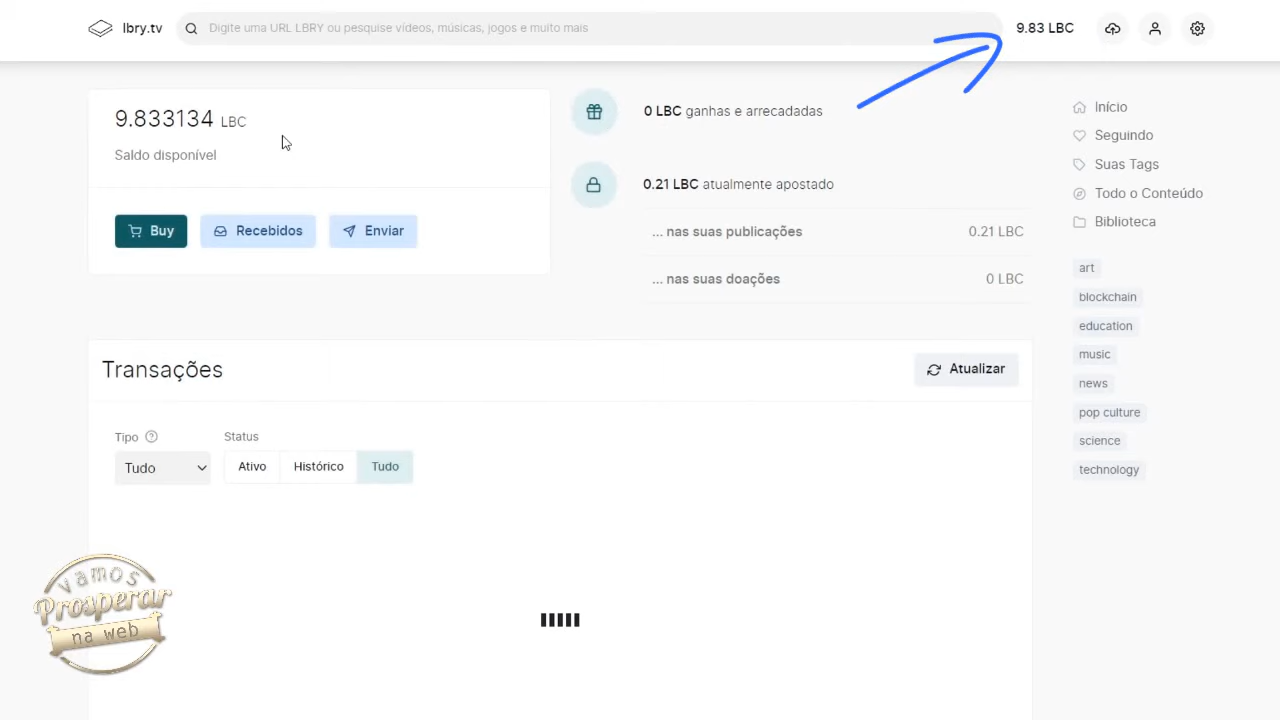 lbry.tv
Digite uma URL LBRY ou pesquise vídeos, músicas, jogos e muito mais
9.83 LBC
9.833134 LBC
Saldo disponível
Buy
Recebidos
Enviar
0 LBC ganhas e arrecadadas
0.21 LBC atualmente apostado
... nas suas publicações 0.21 LBC
... nas suas doações 0 LBC
Início
Seguindo
Suas Tags
Todo o Conteúdo
Biblioteca
art
blockchain
education
music
news
pop culture
science
technology
Transações
Atualizar
Tipo
Status
Tudo
Ativo
Histórico
Tudo
vamos
Prosperar
na web